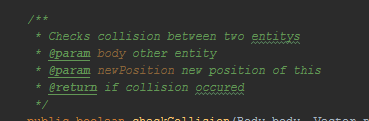 /**
* Checks collision between two entitys
* @param body other entity
* @param newPosition new position of this
* @return if collision occured
*/
public boolean checkCollision(Body body, Vector